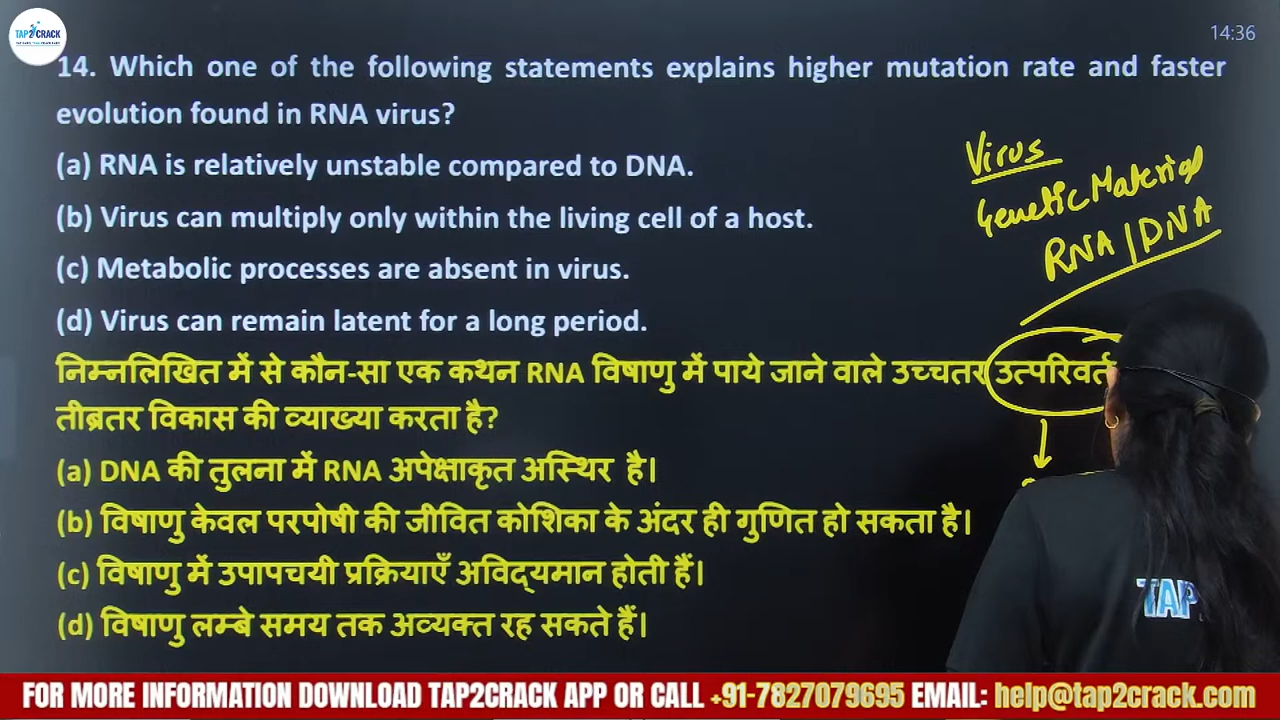 TAP2CRACK
14:36
14. Which one of the following statements explains higher mutation rate and faster
evolution found in RNA virus?
(a) RNA is relatively unstable compared to DNA.
(b) Virus can multiply only within the living cell of a host.
(c) Metabolic processes are absent in virus.
(d) Virus can remain latent for a long period.
Virus
Genetic Material
RNA/DNA
निम्नलिखित में से कौन-सा एक कथन RNA विषाणु में पाये जाने वाले उच्चतर उत्परिवर्त
तीब्रतर विकास की व्याख्या करता है?
(a) DNA की तुलना में RNA अपेक्षाकृत अस्थिर है।
(b) विषाणु केवल परपोषी की जीवित कोशिका के अंदर ही गुणित हो सकता है।
(c) विषाणु में उपापचयी प्रक्रियाएँ अविद्यमान होती हैं।
(d) विषाणु लम्बे समय तक अव्यक्त रह सकते हैं।
TAP
FOR MORE INFORMATION DOWNLOAD TAP2CRACK APP OR CALL +91-7827079695 EMAIL: help@tap2crack.com